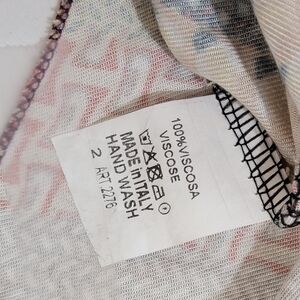 100%VISCOSA
VISCOSE
MADE in ITALY
HAND WASH
2 ART 2276